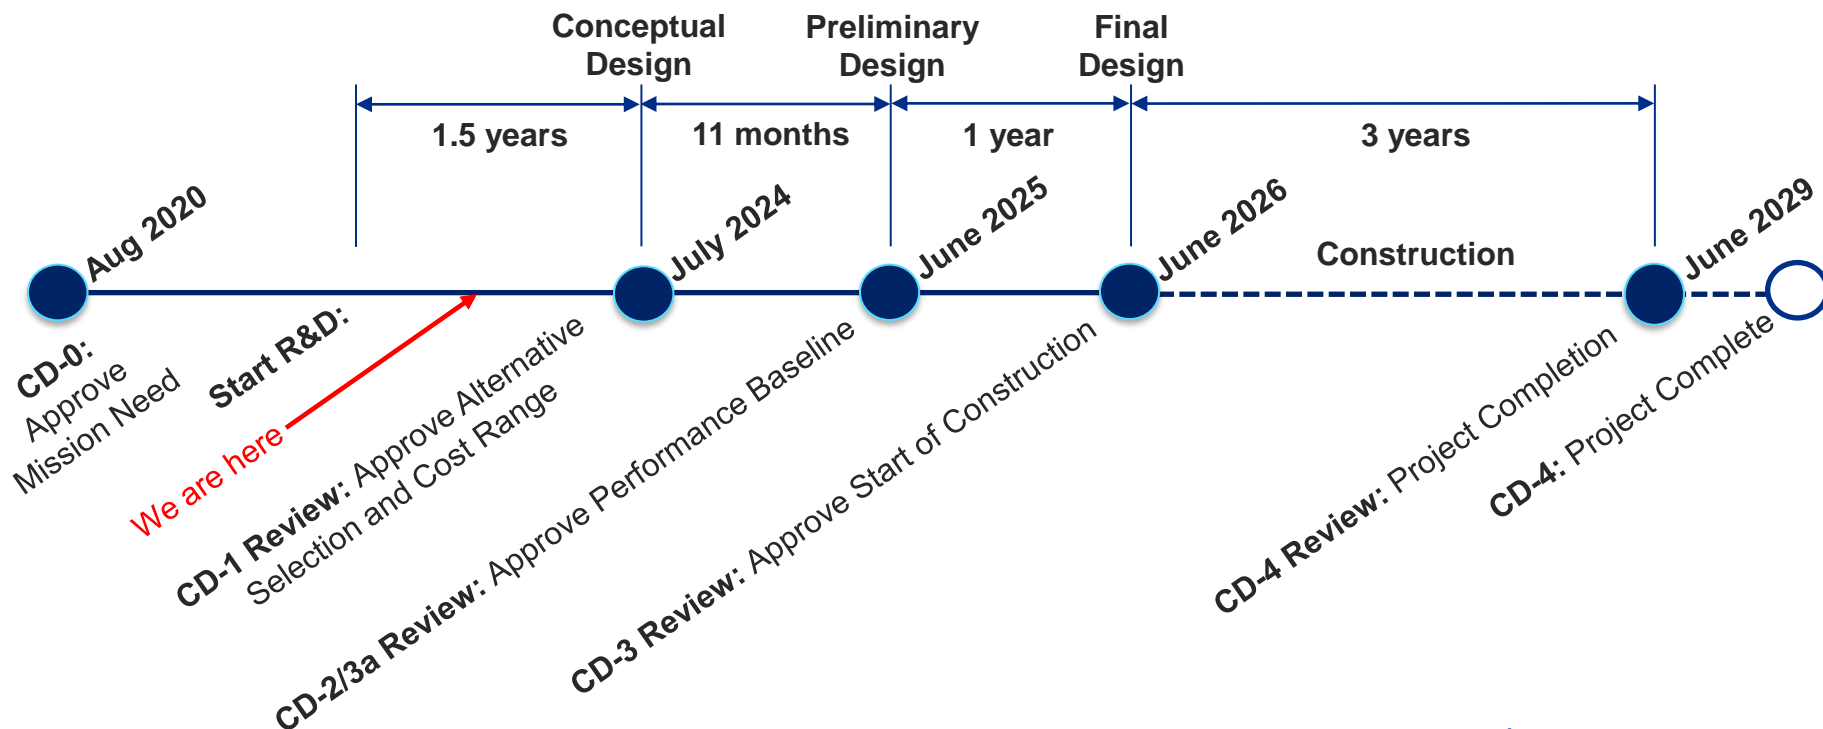 Conceptual
Design
Preliminary
Design
Final
Design
1.5 years
11 months
1 year
3 years
Aug 2020
July 2024
June 2025
June 2026
June 2029
Construction
CD-0:
Approve
Mission Need
Start R&D:
We are here
CD-1 Review: Approve Alternative
Selection and Cost Range
CD-2/3a Review: Approve Performance Baseline
CD-3 Review: Approve Start of Construction
CD-4 Review: Project Completion
CD-4: Project Complete